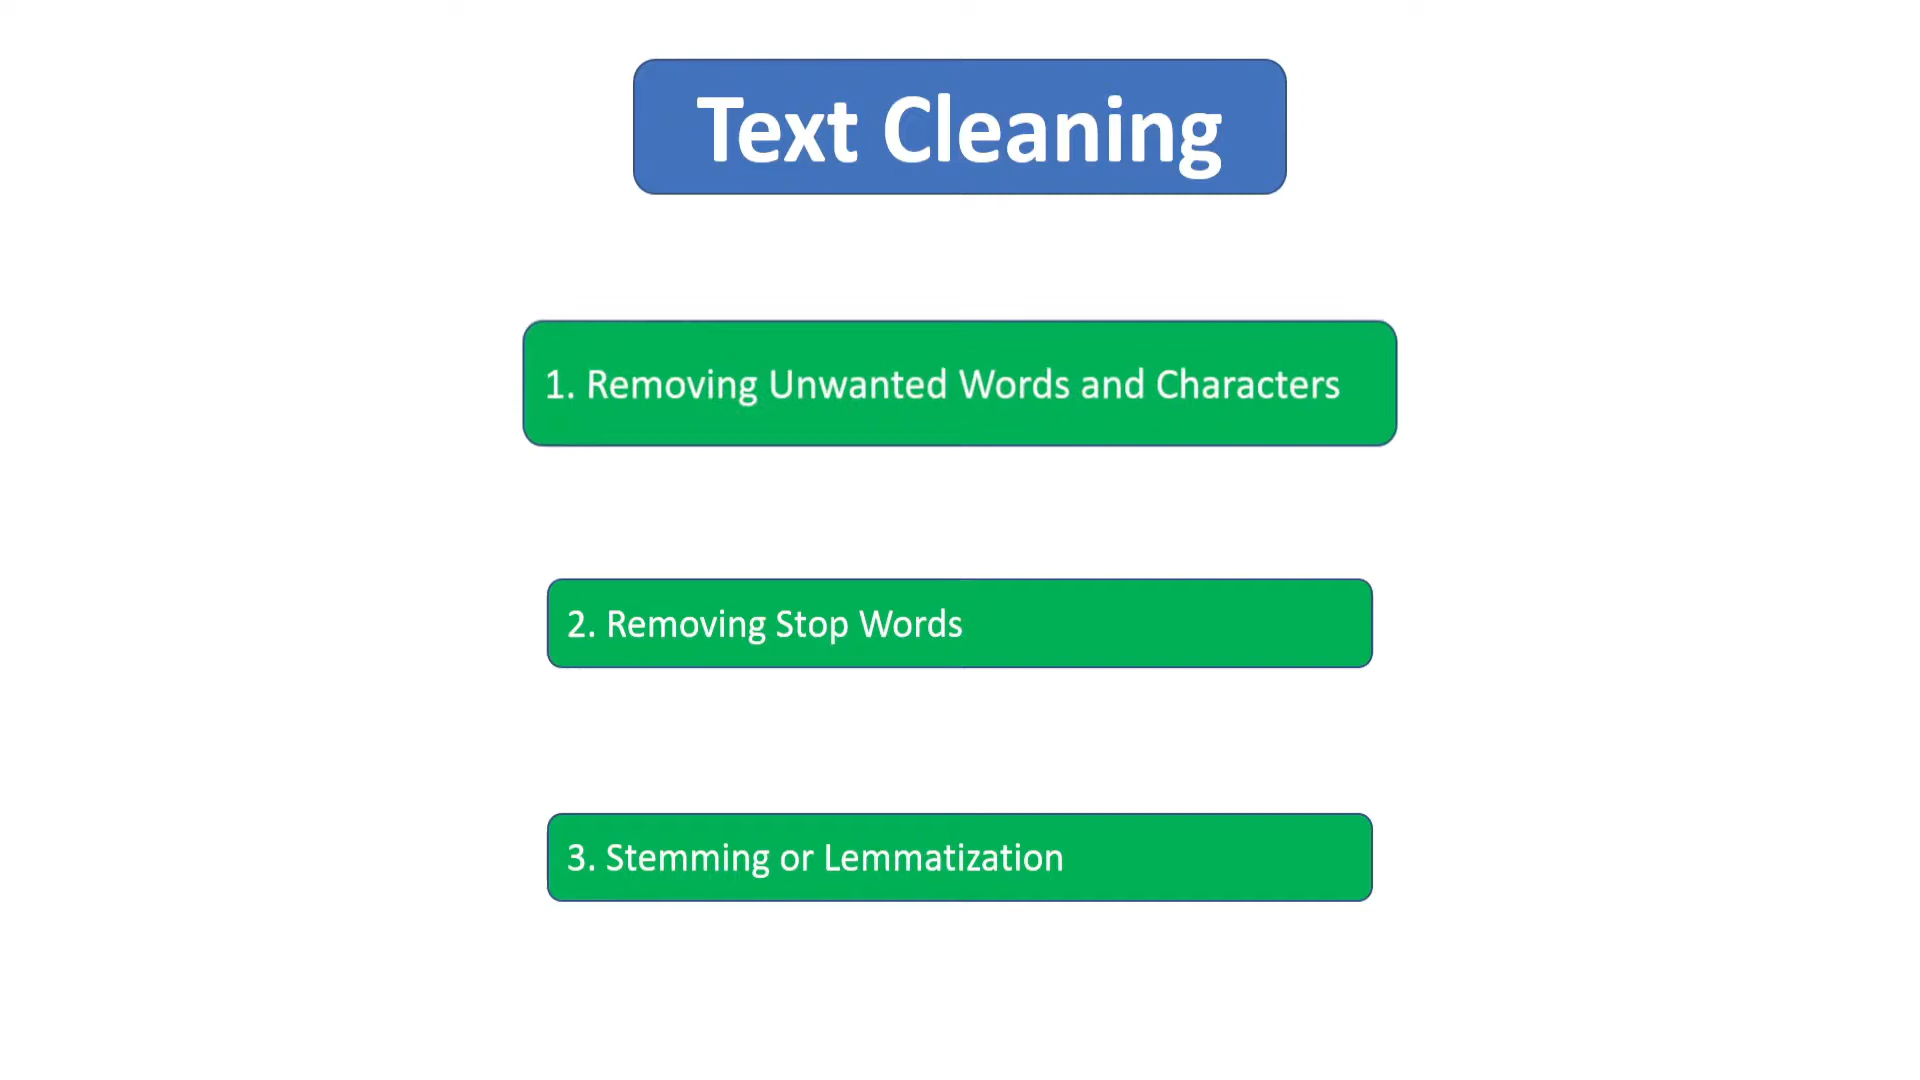 Text Cleaning
1. Removing Unwanted Words and Characters
2. Removing Stop Words
3. Stemming or Lemmatization